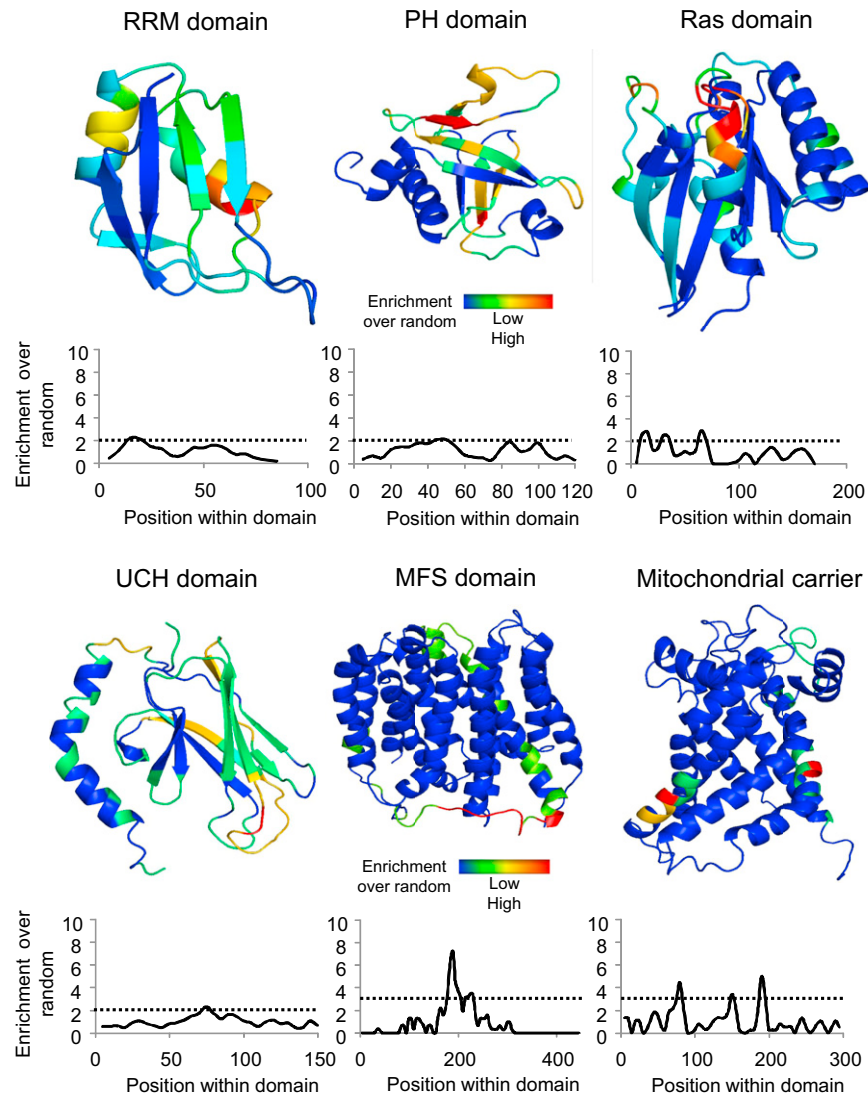 RRM domain
PH domain
Ras domain
Enrichment
over random
Low
High
Enrichment over
random
10
8
6
4
2
0
0
50
100
Position within domain
10
8
6
4
2
0
0
20
40
60
80
100
120
Position within domain
10
8
6
4
2
0
0
100
200
Position within domain
UCH domain
MFS domain
Mitochondrial carrier
Enrichment
over random
Low
High
Enrichment over
random
10
8
6
4
2
0
0
50
100
150
Position within domain
10
8
6
4
2
0
0
200
400
Position within domain
10
8
6
4
2
0
0
100
200
300
Position within domain